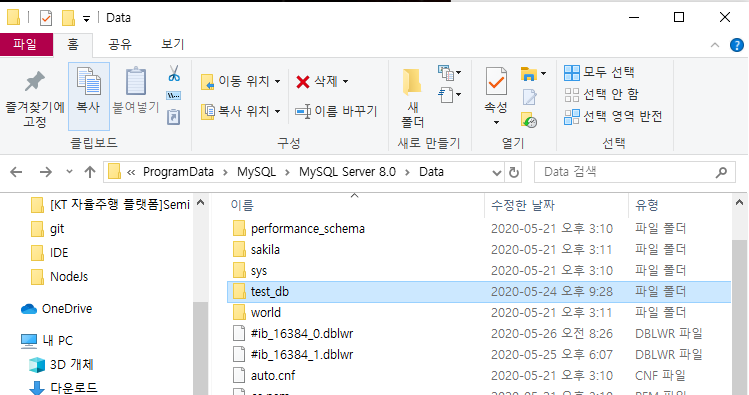 Data
파일 홈 공유 보기
즐겨찾기에 고정
복사
붙여넣기
클립보드
이동 위치
복사 위치
삭제
이름 바꾸기
구성
새 폴더
새로 만들기
속성
열기
모두 선택
선택 안 함
선택 영역 반전
선택
« ProgramData > MySQL > MySQL Server 8.0 > Data
Data 검색
[KT 자율주행 플랫폼]Semi
git
IDE
NodeJs
OneDrive
내 PC
3D 개체
다운로드
이름 수정한 날짜 유형
performance_schema 2020-05-21 오후 3:10 파일 폴더
sakila 2020-05-21 오후 3:11 파일 폴더
sys 2020-05-21 오후 3:10 파일 폴더
test_db 2020-05-24 오후 9:28 파일 폴더
world 2020-05-21 오후 3:11 파일 폴더
#ib_16384_0.dblwr 2020-05-26 오전 8:26 DBLWR 파일
#ib_16384_1.dblwr 2020-05-25 오후 6:07 DBLWR 파일
auto.cnf 2020-05-21 오후 3:10 CNF 파일